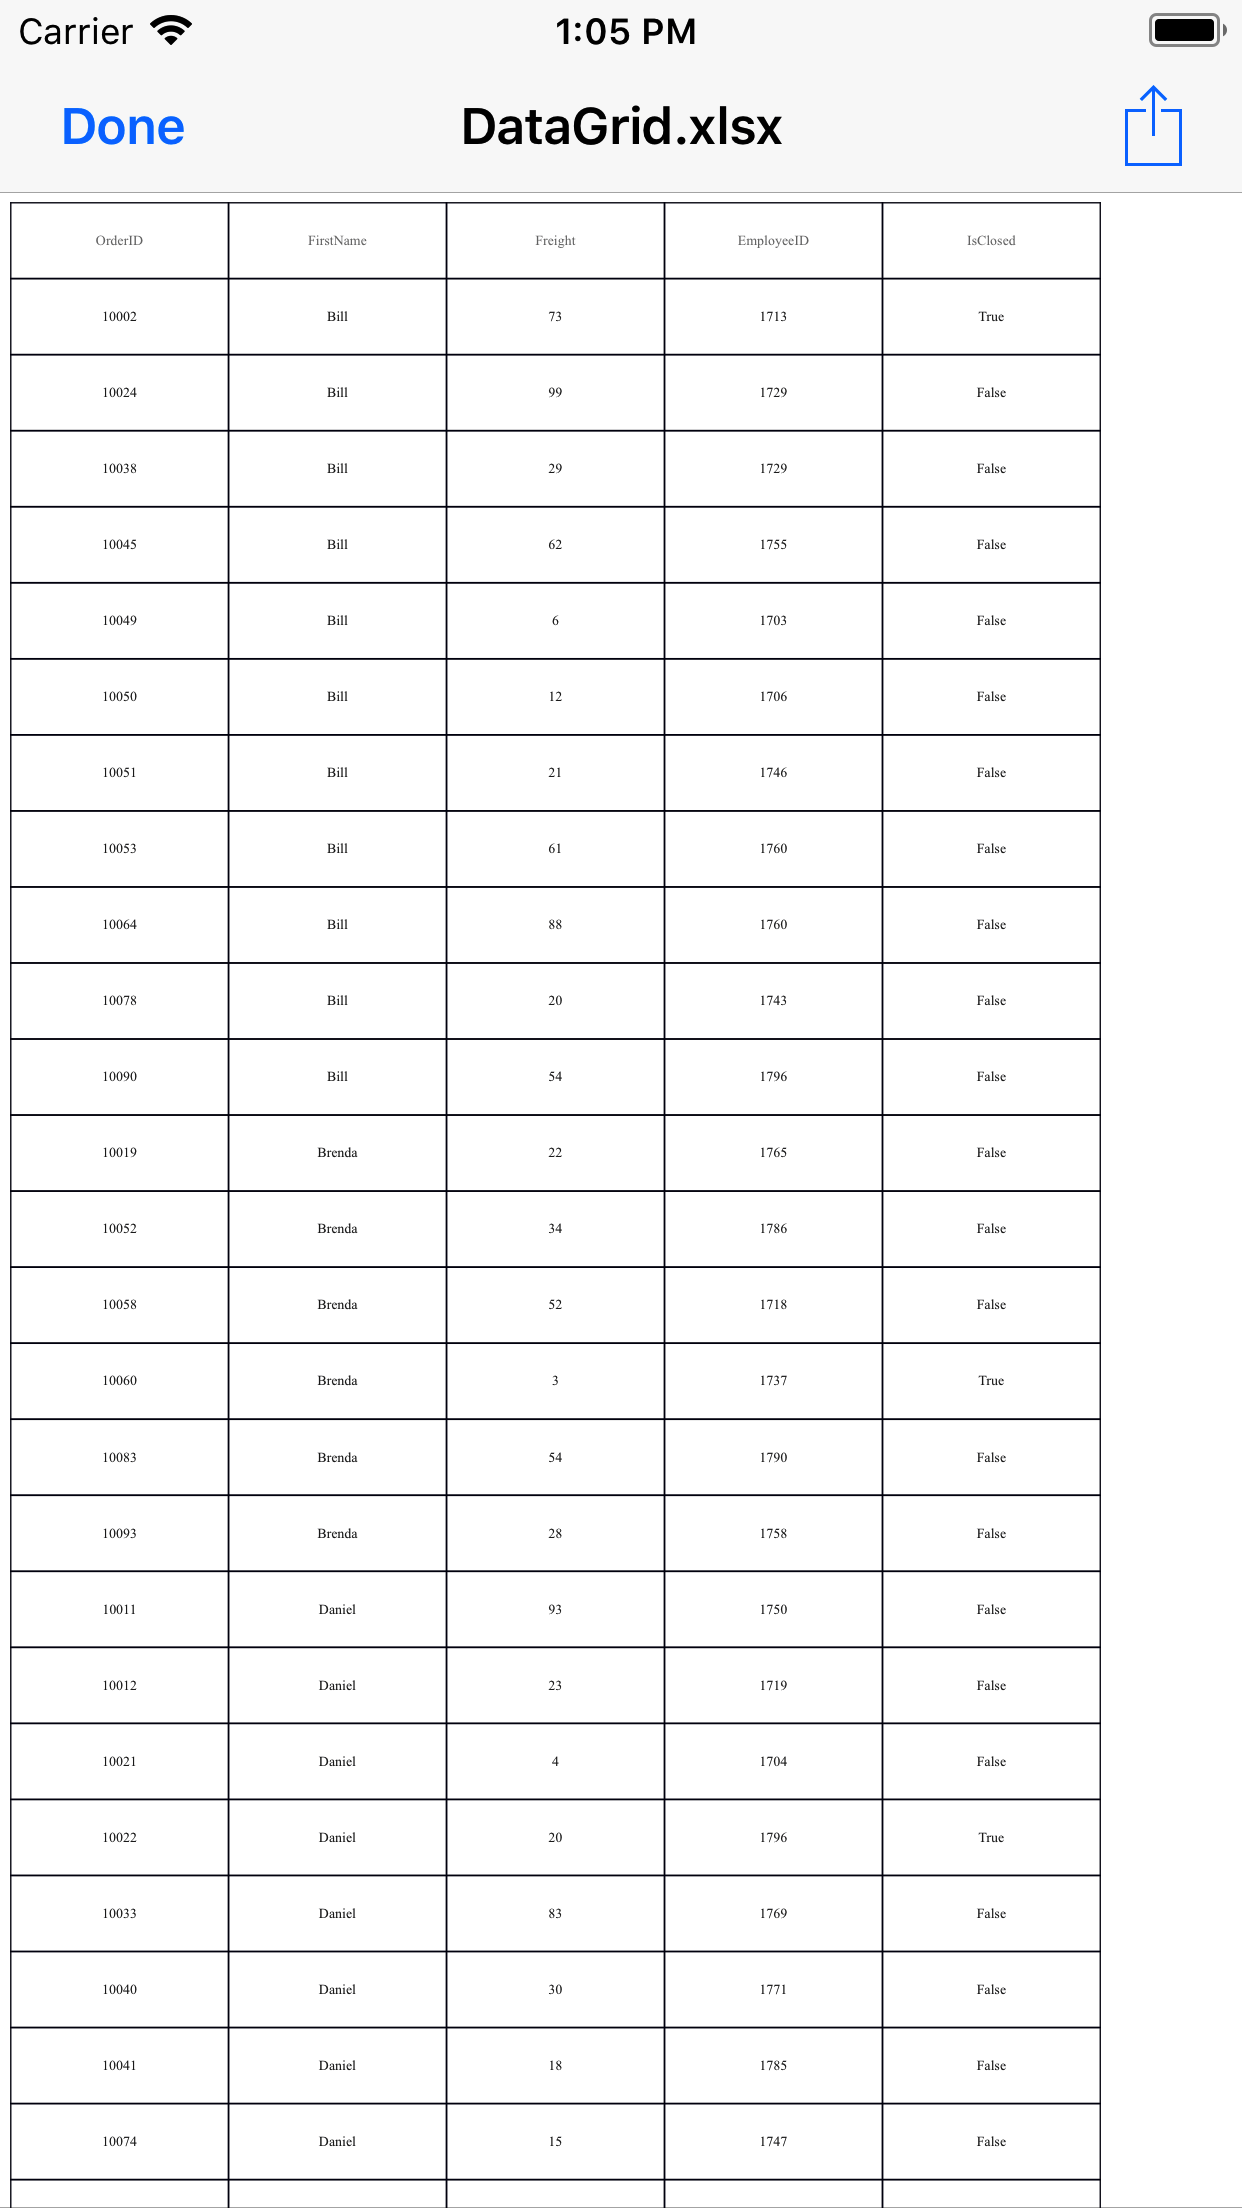 Carrier 1:05 PM
Done DataGrid.xlsx
OrderID FirstName Freight EmployeeID IsClosed
10002 Bill 73 1713 True
10024 Bill 99 1729 False
10038 Bill 29 1729 False
10045 Bill 62 1755 False
10049 Bill 6 1703 False
10050 Bill 12 1706 False
10051 Bill 21 1746 False
10053 Bill 61 1760 False
10064 Bill 88 1760 False
10078 Bill 20 1743 False
10090 Bill 54 1796 False
10019 Brenda 22 1765 False
10052 Brenda 34 1786 False
10058 Brenda 52 1718 False
10060 Brenda 3 1737 True
10083 Brenda 54 1790 False
10093 Brenda 28 1758 False
10011 Daniel 93 1750 False
10012 Daniel 23 1719 False
10021 Daniel 4 1704 False
10022 Daniel 20 1796 True
10033 Daniel 83 1769 False
10040 Daniel 30 1771 False
10041 Daniel 18 1785 False
10074 Daniel 15 1747 False